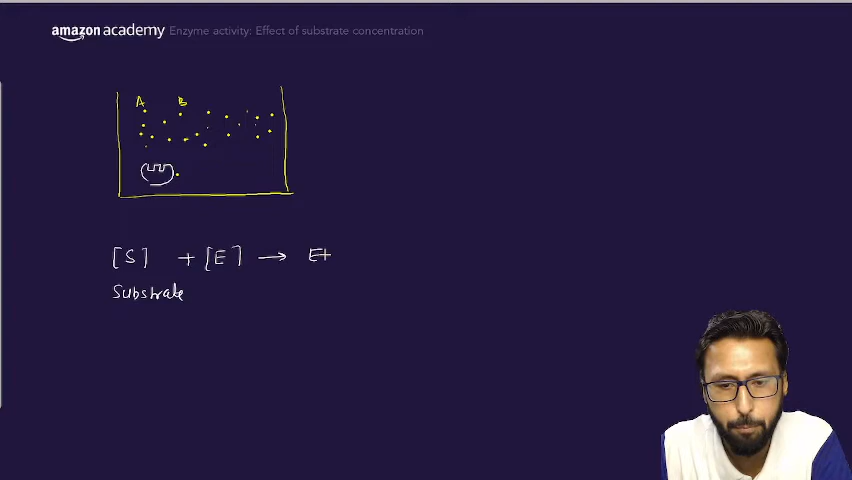 amazon academy Enzyme activity: Effect of substrate concentration
A B
[S] + [E] → E+
Substrate